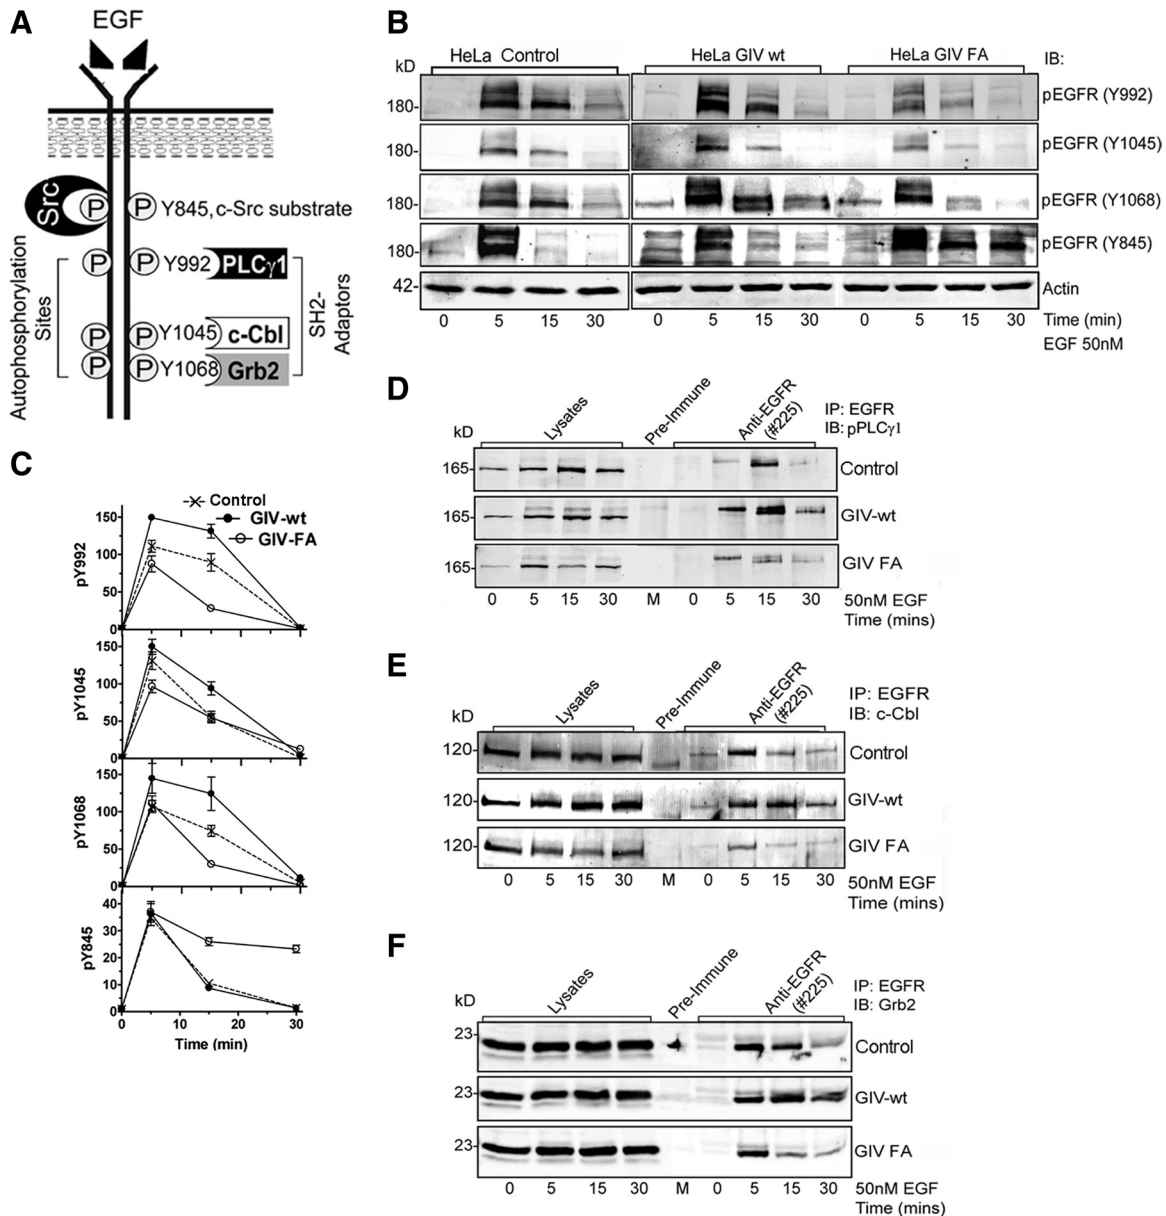 A
EGF
Src
P P Y845, c-Src substrate
P P Y992 PLCγ1
P P Y1045 c-Cbl
P P Y1068 Grb2
Autophosphorylation
Sites
SH2-
Adaptors
B
HeLa Control HeLa GIV wt HeLa GIV FA IB:
kD
180- pEGFR (Y992)
180- pEGFR (Y1045)
180- pEGFR (Y1068)
180- pEGFR (Y845)
42- Actin
0 5 15 30 0 5 15 30 0 5 15 30 Time (min)
EGF 50nM
C
Control
GIV-wt
GIV-FA
pY992
150
100
50
0
pY1045
150
100
50
0
pY1068
150
100
50
0
pY845
40
30
20
10
0
0 10 20 30
Time (min)
D
Lysates Pre-Immune Anti-EGFR
(#225)
IP: EGFR
IB: pPLCγ1
kD
165- Control
165- GIV-wt
165- GIV FA
0 5 15 30 M 0 5 15 30 50nM EGF
Time (mins)
E
Lysates Pre-Immune Anti-EGFR
(#225)
IP: EGFR
IB: c-Cbl
kD
120- Control
120- GIV-wt
120- GIV FA
0 5 15 30 M 0 5 15 30 50nM EGF
Time (mins)
F
Lysates Pre-Immune Anti-EGFR
(#225)
IP: EGFR
IB: Grb2
kD
23- Control
23- GIV-wt
23- GIV FA
0 5 15 30 M 0 5 15 30 50nM EGF
Time (mins)